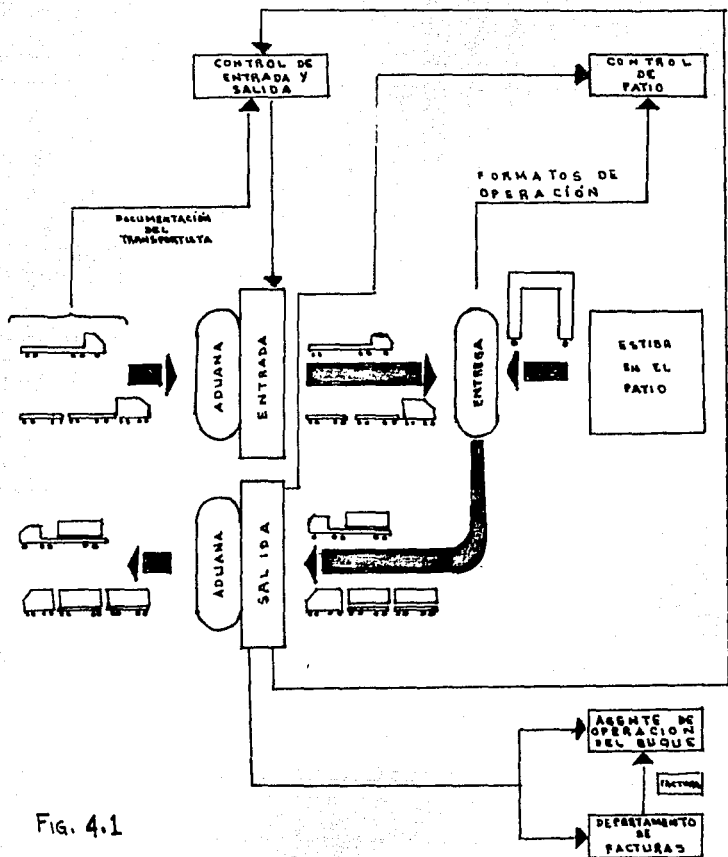 CONTROL DE
ENTRADA Y
SALIDA
CONTROL
DE
PATIO
FORMATOS DE
OPERACIÓN
DOCUMENTACIÓN
DEL
TRANSPORTISTA
ADUANA
ENTRADA
ENTREGA
ESTIBA
EN EL
PATIO
ADUANA
SALIDA
AGENTE DE
OPERACION
DEL BUQUE
FACTURA
DEPARTAMENTO
DE
FACTURAS
FIG. 4.1